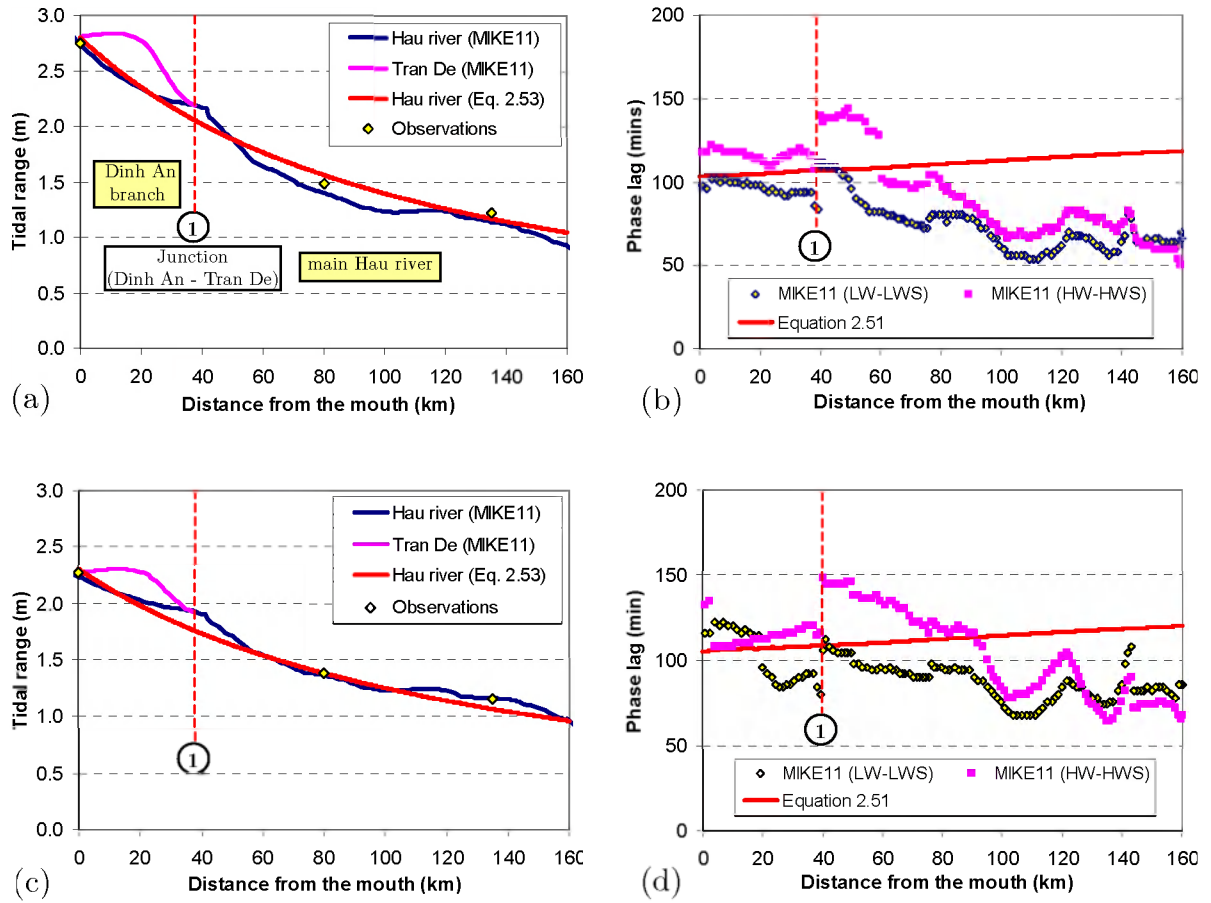 3.0
2.5
2.0
1.5
1.0
0.5
0.0
Tidal range (m)
Hau river (MIKE11)
Tran De (MIKE11)
Hau river (Eq. 2.53)
Observations
Dinh An
branch
1
Junction
(Dinh An - Tran De)
main Hau river
0 20 40 60 80 100 120 140 160
Distance from the mouth (km)
(a)
200
150
100
50
0
Phase lag (mins)
1
MIKE11 (LW-LWS) MIKE11 (HW-HWS)
Equation 2.51
0 20 40 60 80 100 120 140 160
Distance from the mouth (km)
(b)
3.0
2.5
2.0
1.5
1.0
0.5
0.0
Tidal range (m)
Hau river (MIKE11)
Tran De (MIKE11)
Hau river (Eq. 2.53)
Observations
1
0 20 40 60 80 100 120 140 160
Distance from the mouth (km)
(c)
200
150
100
50
0
Phase lag (min)
1
MIKE11 (LW-LWS) MIKE11 (HW-HWS)
Equation 2.51
0 20 40 60 80 100 120 140 160
Distance from the mouth (km)
(d)